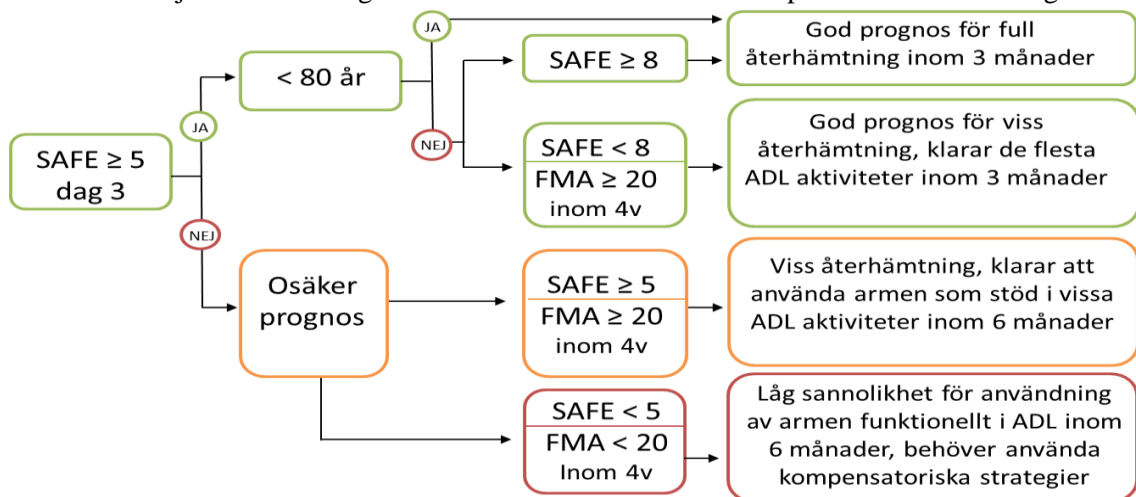 JA
God prognos för full
återhämtning inom 3 månader
< 80 år
SAFE ≥ 8
JA
NEJ
SAFE ≥ 5
dag 3
SAFE < 8
FMA ≥ 20
inom 4v
God prognos för viss
återhämtning, klarar de flesta
ADL aktiviteter inom 3 månader
NEJ
Osäker
prognos
SAFE ≥ 5
FMA ≥ 20
inom 4v
Viss återhämtning, klarar att
använda armen som stöd i vissa
ADL aktiviteter inom 6 månader
SAFE < 5
FMA < 20
Inom 4v
Låg sannolikhet för användning
av armen funktionellt i ADL inom
6 månader, behöver använda
kompensatoriska strategier